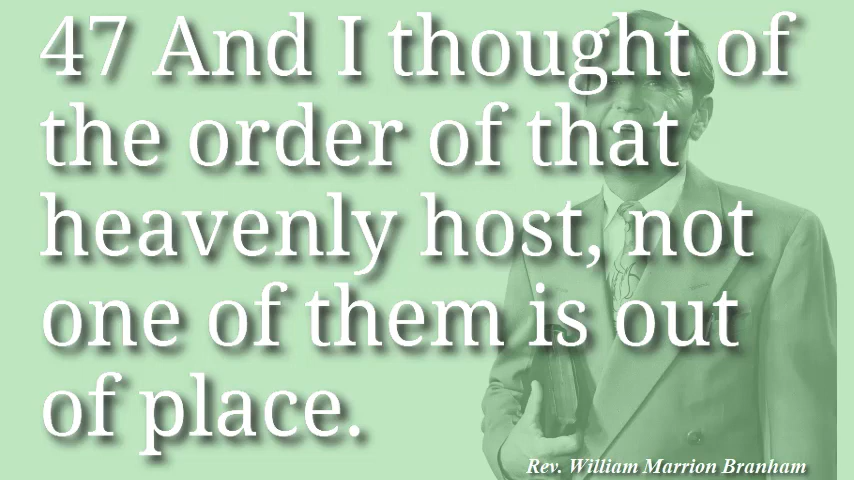 47 And I thought of
the order of that
heavenly host, not
one of them is out
of place.
Rev. William Marrion Branham